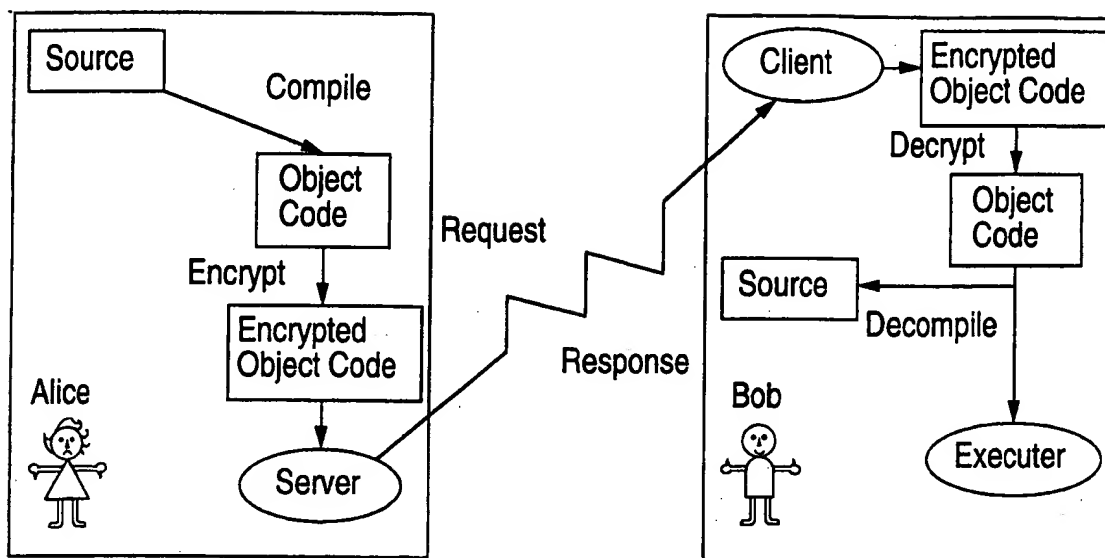 Source
Compile
Object
Code
Encrypt
Encrypted
Object Code
Alice
Server
Request
Response
Client
Encrypted
Object Code
Decrypt
Object
Code
Source
Decompile
Bob
Executer